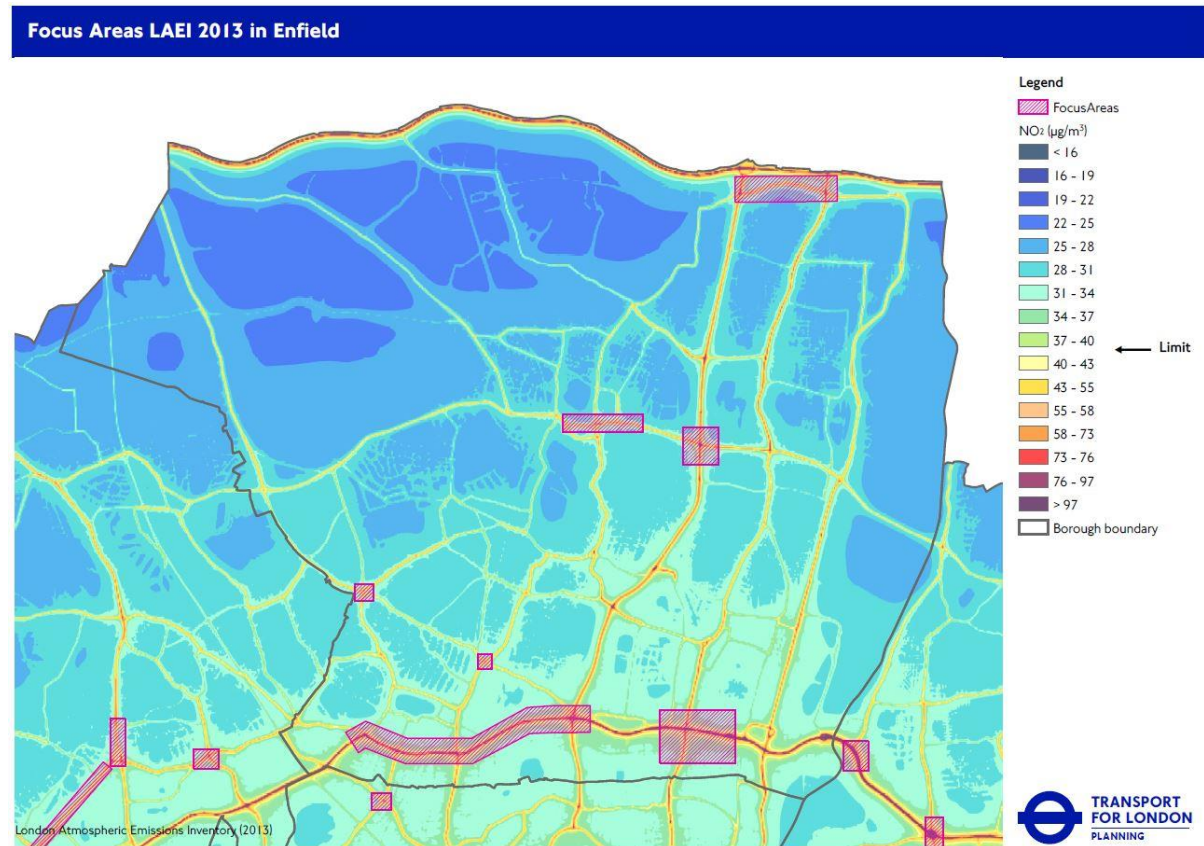 Focus Areas LAEI 2013 in Enfield
Legend
FocusAreas
NO2 (µg/m³)
< 16
16 - 19
19 - 22
22 - 25
25 - 28
28 - 31
31 - 34
34 - 37
37 - 40
Limit
40 - 43
43 - 55
55 - 58
58 - 73
73 - 76
76 - 97
> 97
Borough boundary
London Atmospheric Emissions Inventory (2013)
TRANSPORT
FOR LONDON
PLANNING